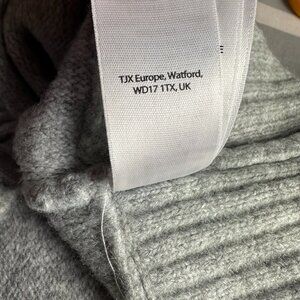 TJX Europe, Watford,
WD17 1TX, UK